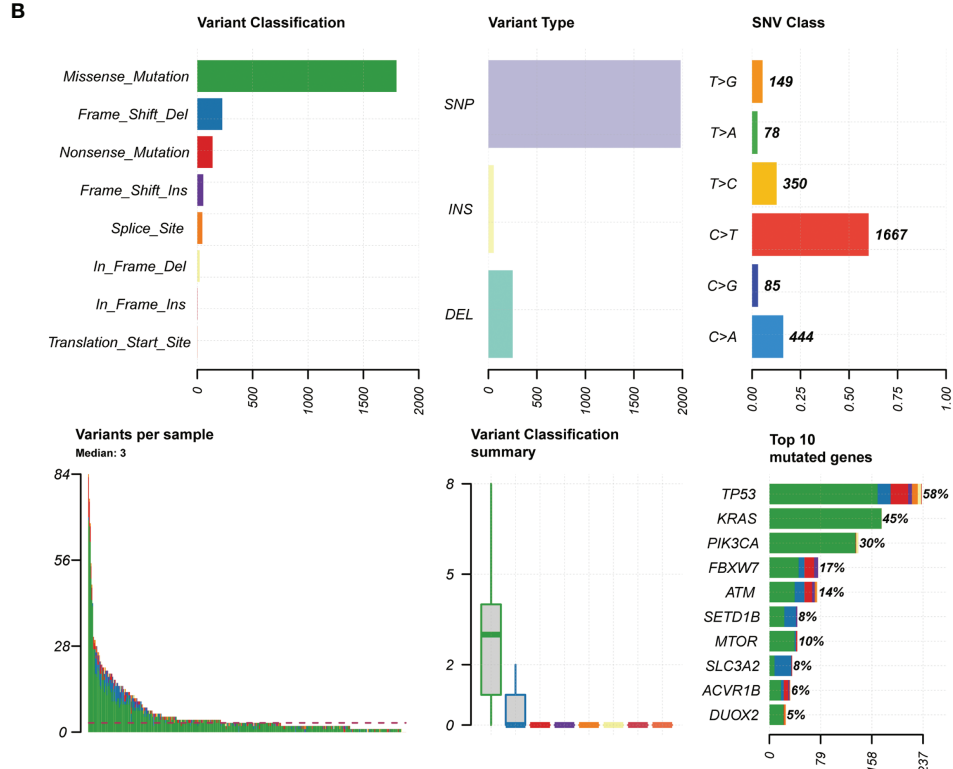 B
Variant Classification
Missense_Mutation
Frame_Shift_Del
Nonsense_Mutation
Frame_Shift_Ins
Splice_Site
In_Frame_Del
In_Frame_Ins
Translation_Start_Site
0
500
1000
1500
2000
Variant Type
SNP
INS
DEL
0
500
1000
1500
2000
SNV Class
T>G 149
T>A 78
T>C 350
C>T 1667
C>G 85
C>A 444
0.00
0.25
0.50
0.75
1.00
Variants per sample
Median: 3
84
56
28
0
Variant Classification
summary
8
5
2
0
Top 10
mutated genes
TP53 58%
KRAS 45%
PIK3CA 30%
FBXW7 17%
ATM 14%
SETD1B 8%
MTOR 10%
SLC3A2 8%
ACVR1B 6%
DUOX2 5%
0
79
158
237